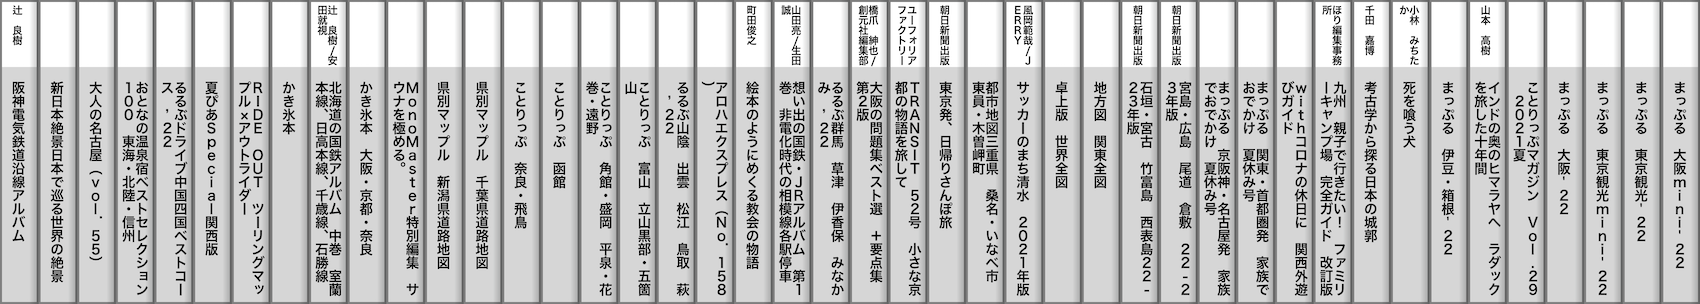 まっぷる 大阪mini'22
まっぷる 東京観光'22
まっぷる 東京観光mini'22
まっぷる 大阪'22
ことりっぷマガジン Vol.29
2021夏
山本 高樹
インドの奥のヒマラヤへ ラダック
を旅した十年間
まっぷる 伊豆・箱根'22
小林 みちた
か
死を喰う犬
千田 嘉博
考古学から探る日本の城郭
ほり編集事務
所
九州 親子で行きたい! ファミリ
ーキャンプ場 完全ガイド 改訂版
withコロナの休日に 関西外遊
びガイド
まっぷる 関東・首都圏発 家族で
おでかけ 夏休み号
まっぷる 京阪神・名古屋発 家族
でおでかけ 夏休み号
朝日新聞出版
宮島・広島 尾道 倉敷 22-2
3年版
朝日新聞出版
石垣・宮古 竹富島 西表島22-
23年版
地方図 関東全図
卓上版 世界全図
風岡範哉/J
ERRY
サッカーのまち清水 2021年版
都市地図三重県 桑名・いなべ市
東員・木曽岬町
朝日新聞出版
東京発、日帰りさんぽ旅
ユーフォリア
ファクトリー
TRANSIT 52号 小さな京
都の物語を旅して
橋爪 紳也/
創元社編集部
大阪の問題集ベスト選 +要点集
第2版
るるぶ群馬 草津 伊香保 みなか
み'22
山田亮/生田
誠
想い出の国鉄・JRアルバム 第1
巻 非電化時代の相模線各駅停車
町田俊之
絵本のようにめくる教会の物語
アロハエクスプレス(No.158
)
るるぶ山陰 出雲 松江 鳥取 萩
'22
ことりっぷ 富山 立山黒部・五箇
山
ことりっぷ 角館・盛岡 平泉・花
巻・遠野
ことりっぷ 函館
ことりっぷ 奈良・飛鳥
県別マップル 千葉県道路地図
県別マップル 新潟県道路地図
MonoMaster特別編集 サ
ウナを極める。
かき氷本 大阪・京都・奈良
辻 良樹/安
田就視
北海道の国鉄アルバム 中巻 室蘭
本線、日高本線、千歳線、石勝線
かき氷本
RIDE OUT ツーリングマッ
プル×アウトライダー
夏ぴあSpecial関西版
るるぶドライブ中国四国ベストコー
ス'22
おとなの温泉宿ベストセレクション
100 東海・北陸・信州
大人の名古屋(vol.55)
新日本絶景日本で巡る世界の絶景
辻 良樹
阪神電気鉄道沿線アルバム